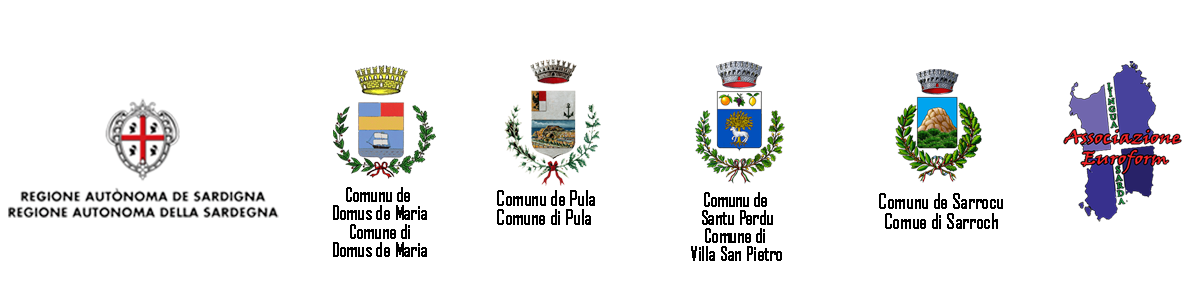 REGIONE AUTÒNOMA DE SARDIGNA
REGIONE AUTONOMA DELLA SARDEGNA
Comunu de
Domus de Maria
Comune di
Domus de Maria
Comunu de Pula
Comune di Pula
Comunu de
Santu Perdu
Comune di
Villa San Pietro
Comunu de Sarrocu
Comue di Sarroch
LINGUA SARDA
Associazione
Euroform